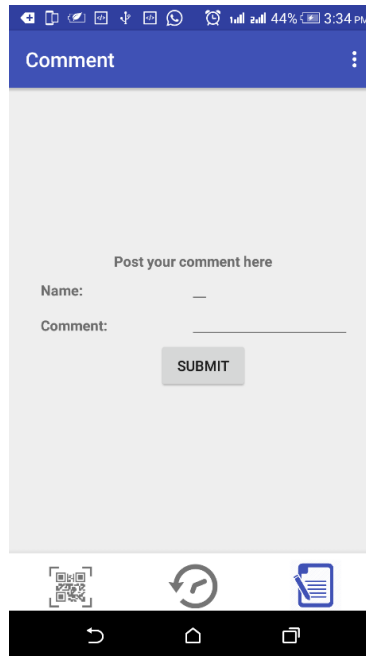 44% 3:34 PM
Comment
Post your comment here
Name:
Comment:
SUBMIT